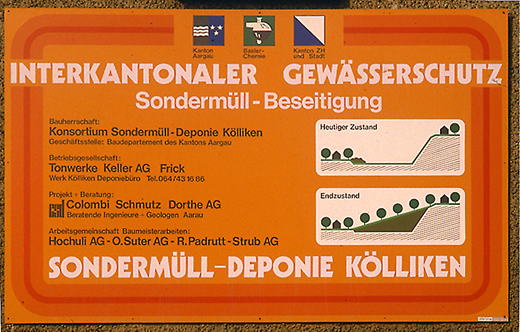 Kanton
Aargau
Basler-
Chemie
Kanton ZH
und Stadt
INTERKANTONALER GEWÄSSERSCHUTZ
Sondermüll-Beseitigung
Bauherrschaft:
Konsortium Sondermüll-Deponie Kölliken
Geschäftsstelle: Baudepartement des Kantons Aargau
Betriebsgesellschaft:
Tonwerke Keller AG Frick
Werk Kölliken Deponiebüro Tel. 064/43 16 86
Projekt + Beratung:
Colombi Schmutz Dorthe AG
Beratende Ingenieure + Geologen Aarau
Arbeitsgemeinschaft Baumeisterarbeiten:
Hochuli AG - O. Suter AG - R. Padrutt - Strub AG
Heutiger Zustand
Endzustand
SONDERMÜLL-DEPONIE KÖLLIKEN